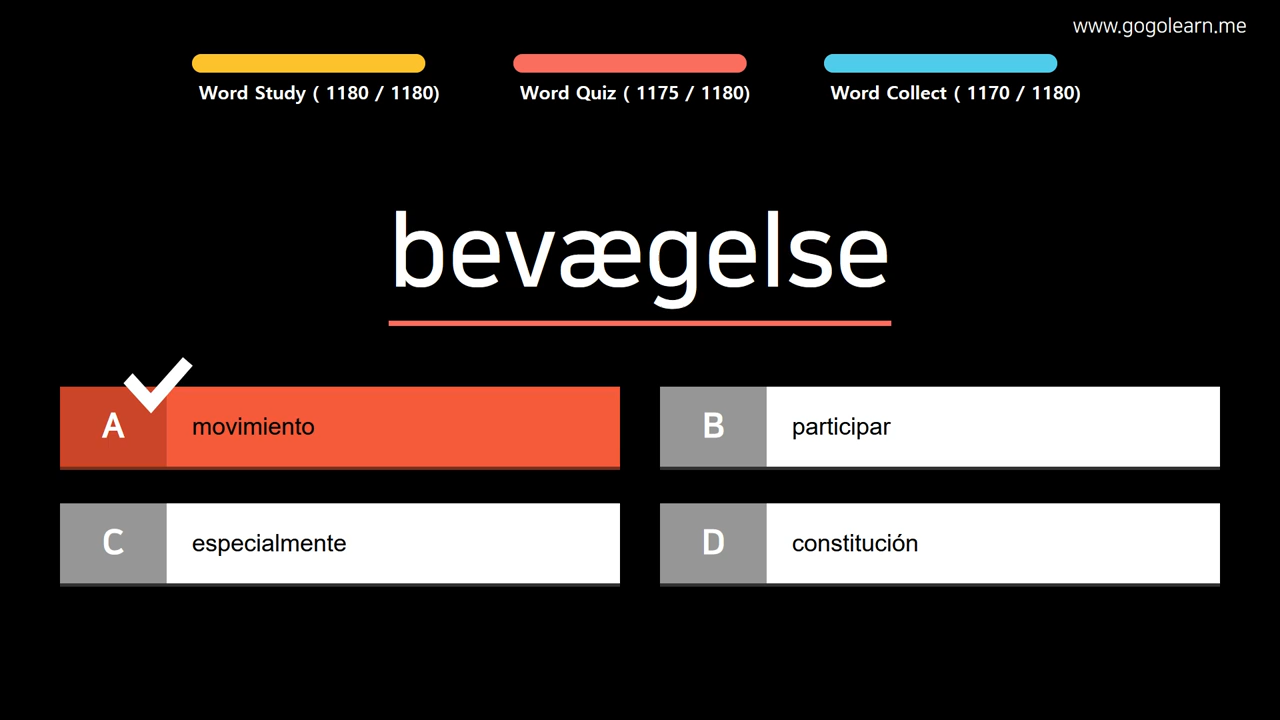 www.gogolearn.me
Word Study ( 1180 / 1180)
Word Quiz ( 1175 / 1180)
Word Collect ( 1170 / 1180)
bevægelse
A movimiento
B participar
C especialmente
D constitución